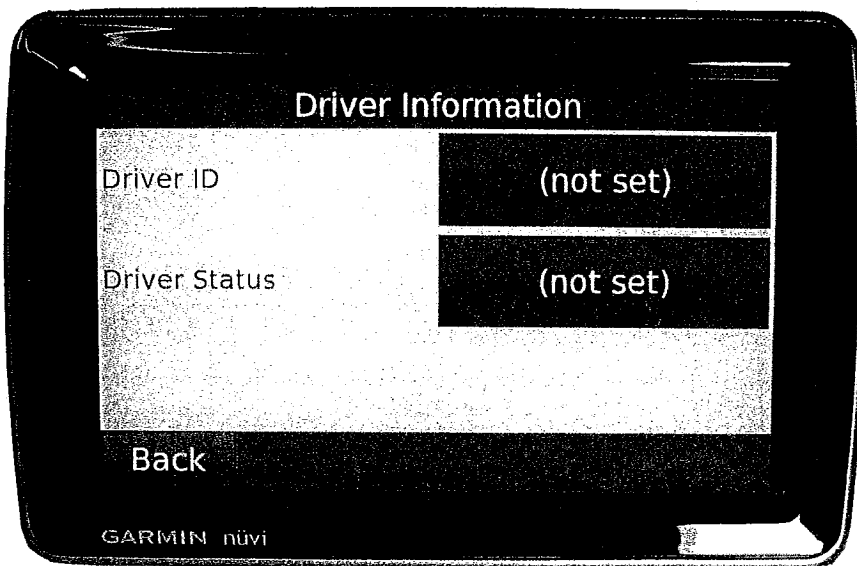 Driver Information
Driver ID (not set)
Driver Status (not set)
Back
GARMIN nüvi